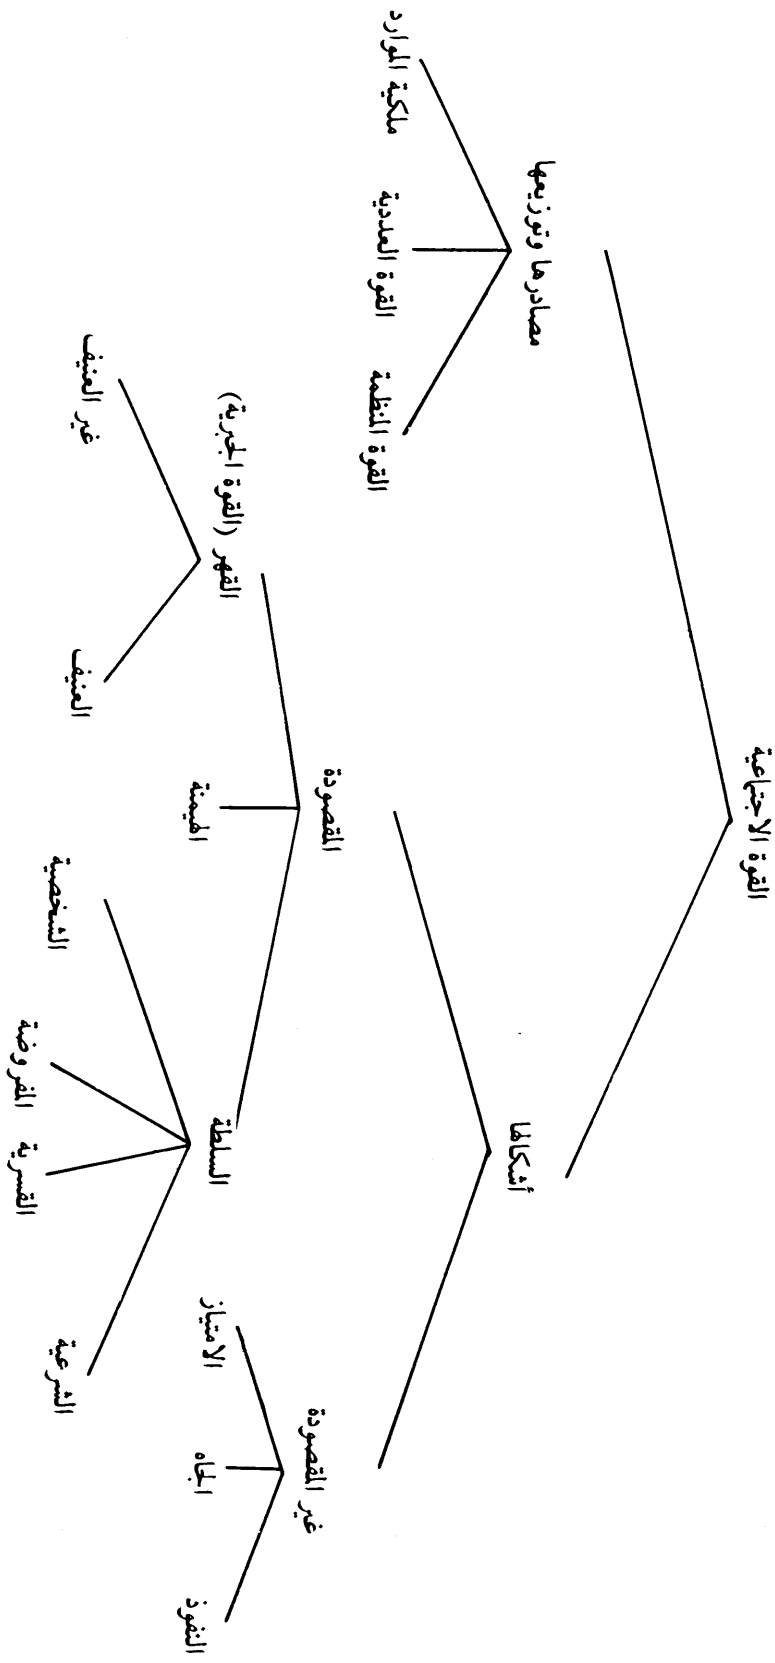 القوة الاجتماعية
أشكالها
مصادرها وتوزيعها
غير المقصودة
المقصودة
القوة المنظمة
القوة العددية
ملكية الموارد
النفوذ
الجاه
الامتياز
السلطة
الهيمنة
القهر (القوة الجبرية)
الشرعية
القسرية
المفروضة
الشخصية
العنيف
غير العنيف